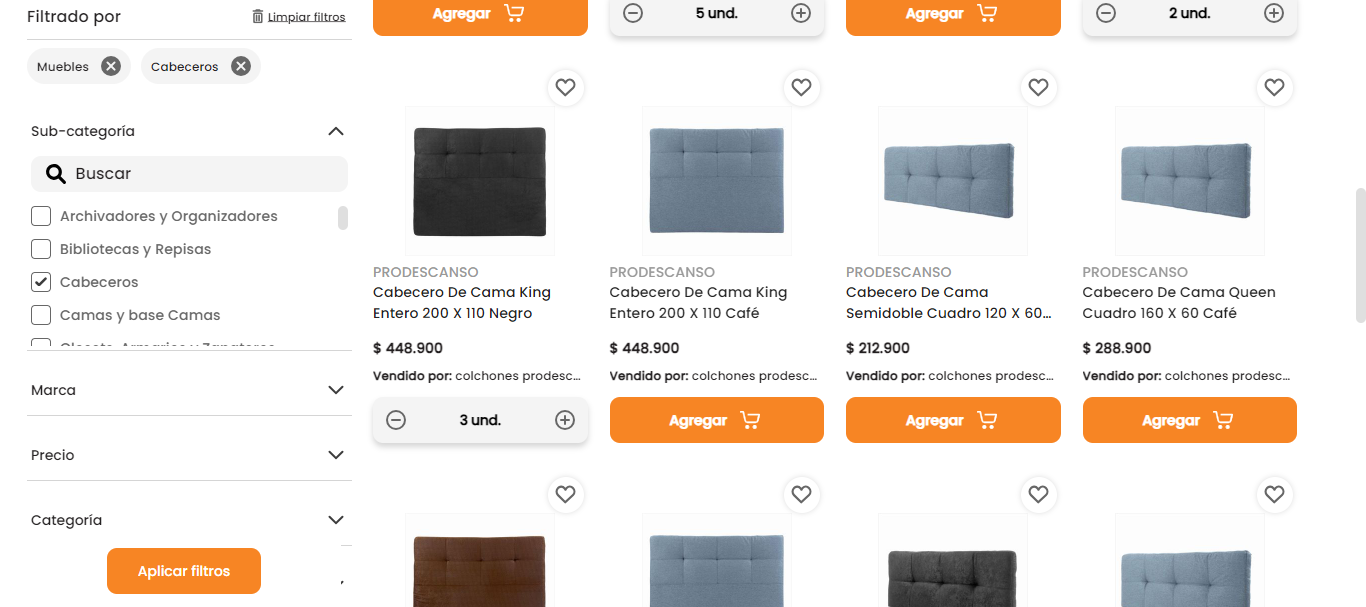 Filtrado por
Limpiar filtros
Muebles
Cabeceros
Sub-categoría
Buscar
Archivadores y Organizadores
Bibliotecas y Repisas
Cabeceros
Camas y base Camas
Closets, Armarios y Zapateros
Marca
Precio
Categoría
Aplicar filtros
Agregar
5 und.
Agregar
2 und.
PRODESCANSO
Cabecero De Cama King
Entero 200 X 110 Negro
$ 448.900
Vendido por: colchones prodesc...
3 und.
PRODESCANSO
Cabecero De Cama King
Entero 200 X 110 Café
$ 448.900
Vendido por: colchones prodesc...
Agregar
PRODESCANSO
Cabecero De Cama
Semidoble Cuadro 120 X 60...
$ 212.900
Vendido por: colchones prodesc...
Agregar
PRODESCANSO
Cabecero De Cama Queen
Cuadro 160 X 60 Café
$ 288.900
Vendido por: colchones prodesc...
Agregar